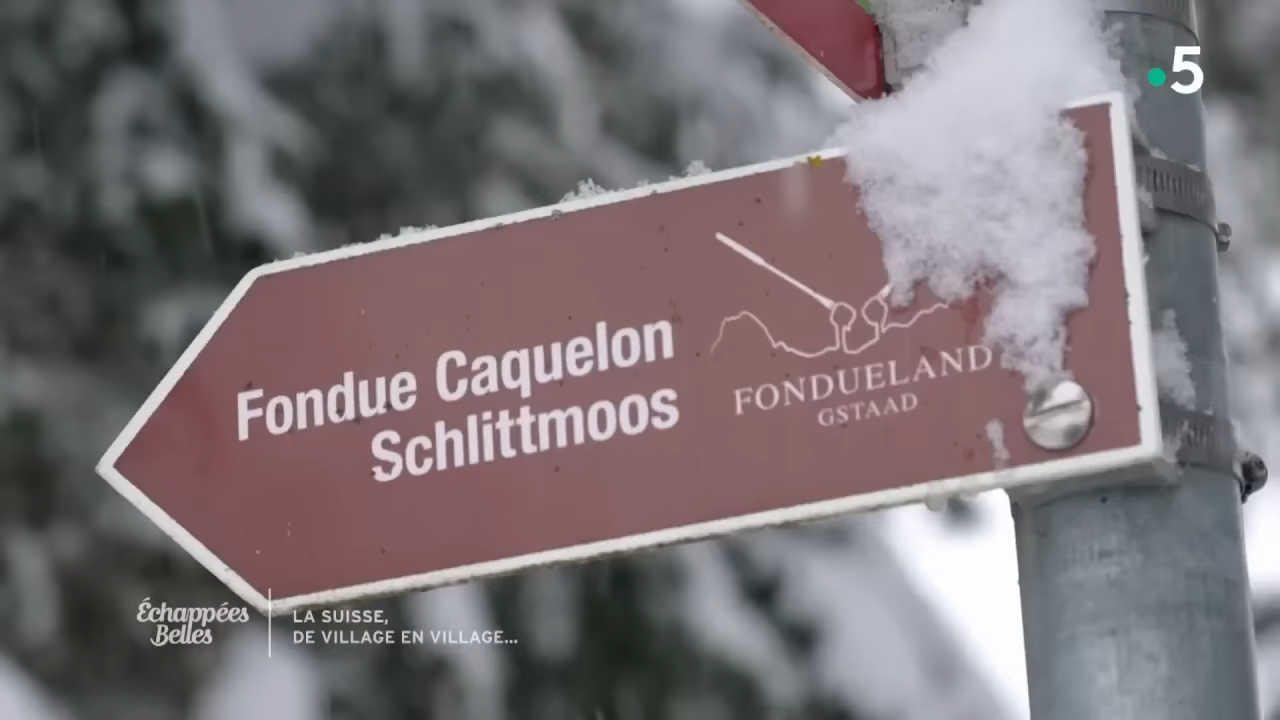 5
Fondue Caquelon
Schlittmoos
FONDUELAND
GSTAAD
Échappées
Belles
LA SUISSE,
DE VILLAGE EN VILLAGE...